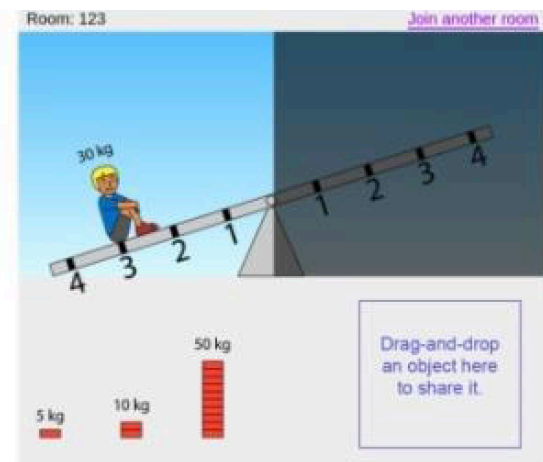 Room: 123
Join another room
30 kg
4 3 2 1 1 2 3 4
50 kg
10 kg
5 kg
Drag-and-drop
an object here
to share it.